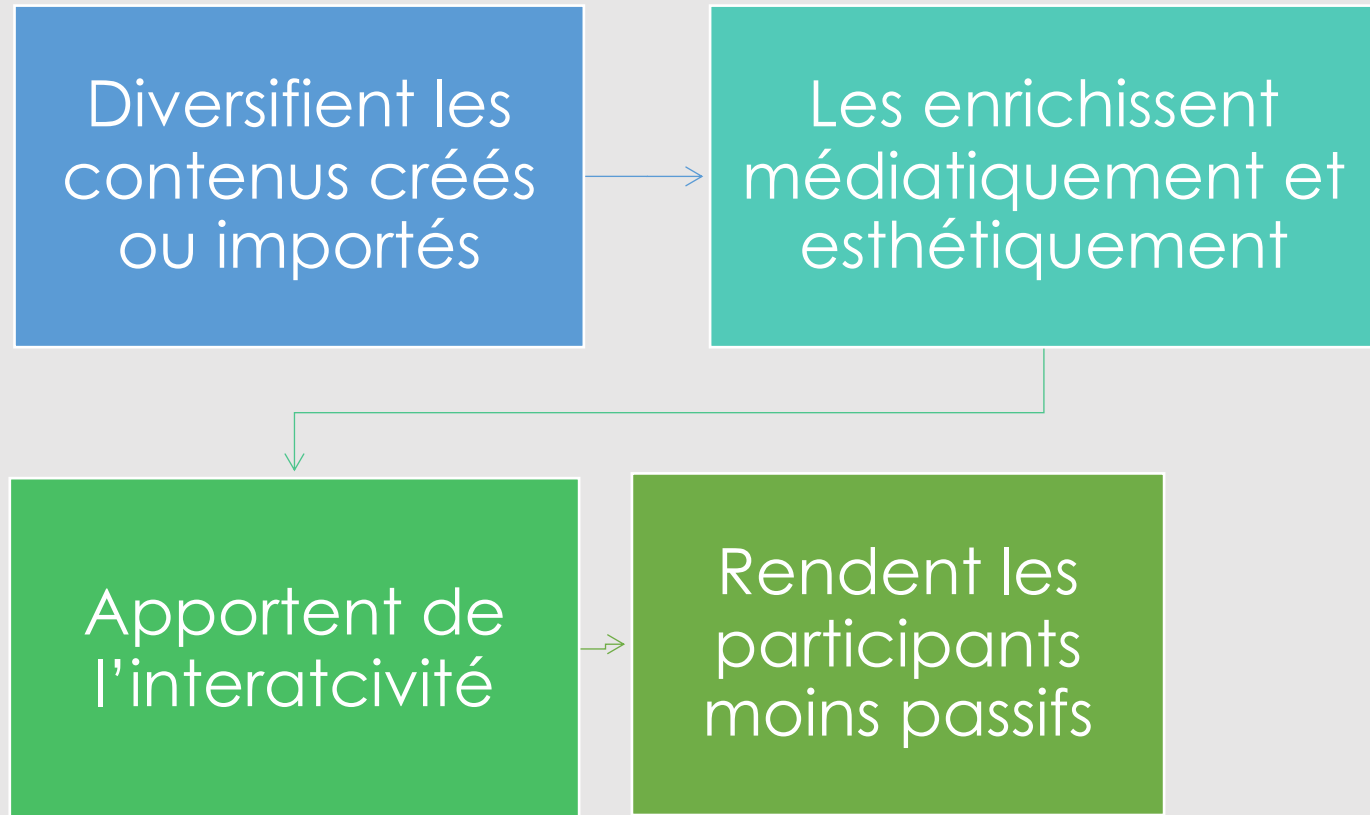 Diversifient les
contenus créés
ou importés
Les enrichissent
médiatiquement et
esthétiquement
Apportent de
l’interatcivité
Rendent les
participants
moins passifs